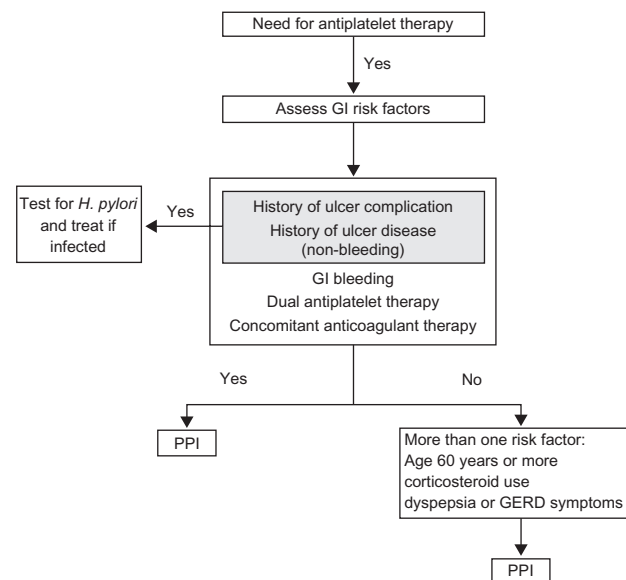 Need for antiplatelet therapy
Yes
Assess GI risk factors
Test for H. pylori
and treat if
infected
Yes
History of ulcer complication
History of ulcer disease
(non-bleeding)
GI bleeding
Dual antiplatelet therapy
Concomitant anticoagulant therapy
Yes
No
PPI
More than one risk factor:
Age 60 years or more
corticosteroid use
dyspepsia or GERD symptoms
PPI